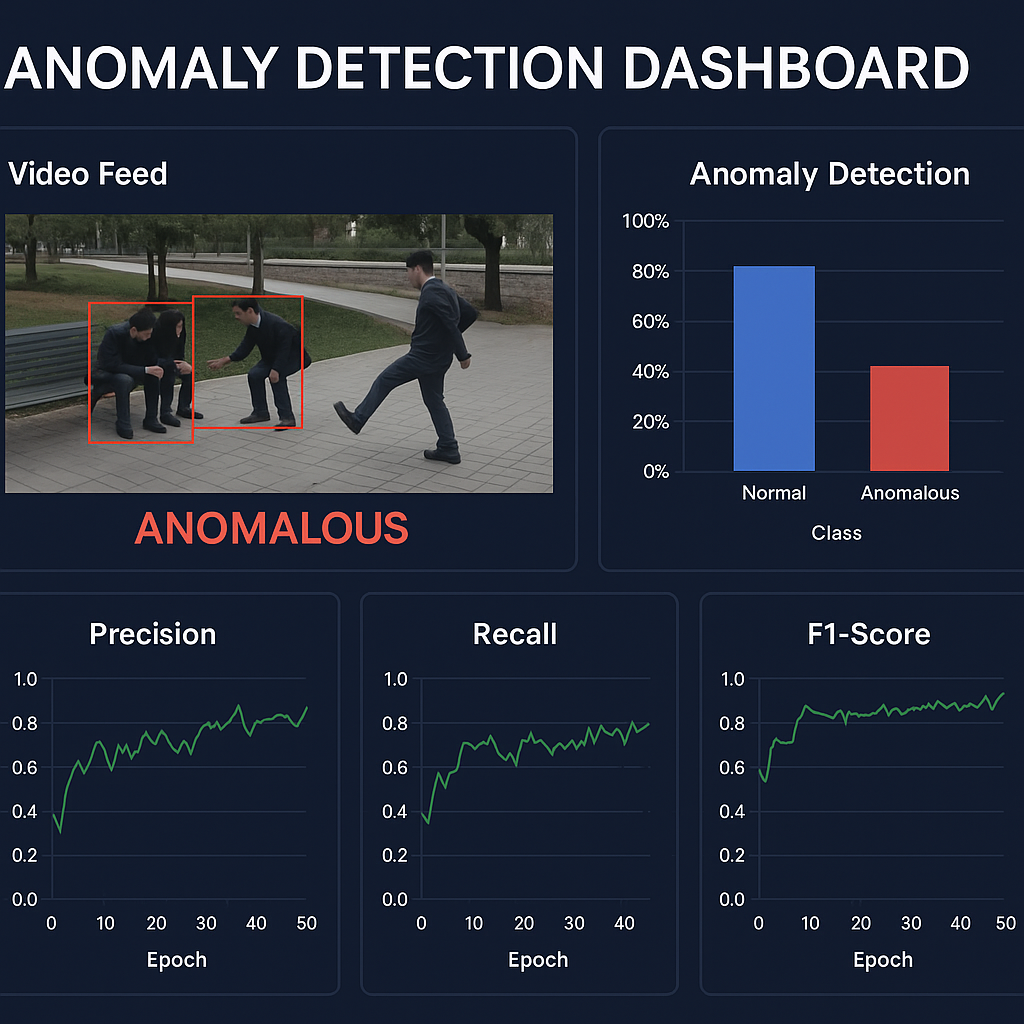 ANOMALY DETECTION DASHBOARD
Video Feed
ANOMALOUS
Anomaly Detection
100%
80%
60%
40%
20%
0%
Normal Anomalous
Class
Precision
1.0
0.8
0.6
0.4
0.2
0.0
0 10 20 30 40 50
Epoch
Recall
1.0
0.8
0.6
0.4
0.2
0.0
0 10 20 30 40
Epoch
F1-Score
1.0
0.8
0.6
0.4
0.2
0.0
0 10 20 30 40 50
Epoch